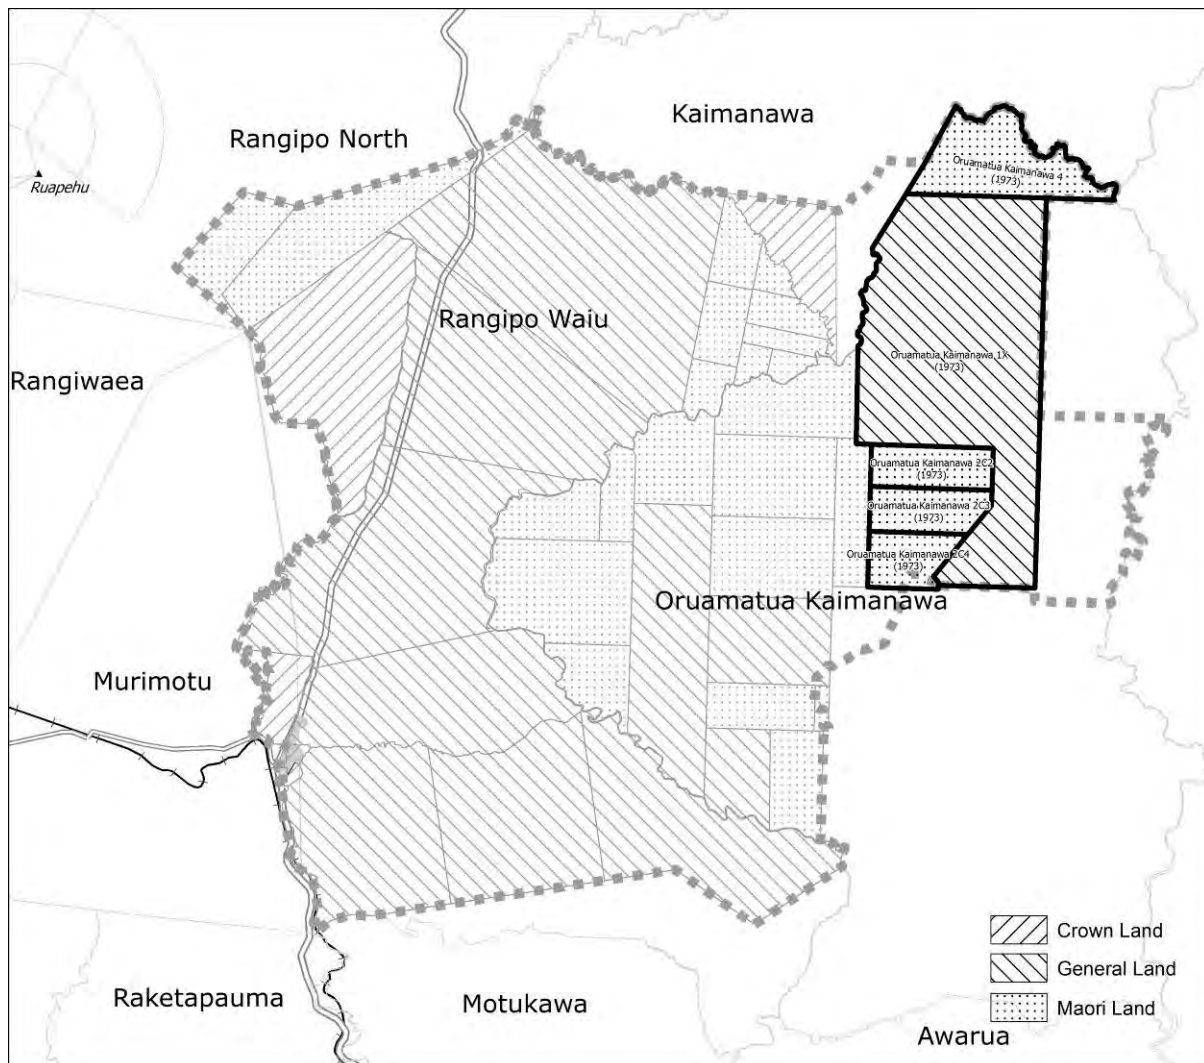 Kaimanawa
Rangipo North
Ruapehu
Oruamatua Kaimanawa 4
(1973)
Rangipo Waiu
Oruamatua Kaimanawa 1X
(1973)
Rangiwaea
Oruamatua Kaimanawa 2C2
(1973)
Oruamatua Kaimanawa 2C3
(1973)
Oruamatua Kaimanawa 2C4
(1973)
Oruamatua Kaimanawa
Murimotu
Crown Land
General Land
Maori Land
Raketapauma
Motukawa
Awarua